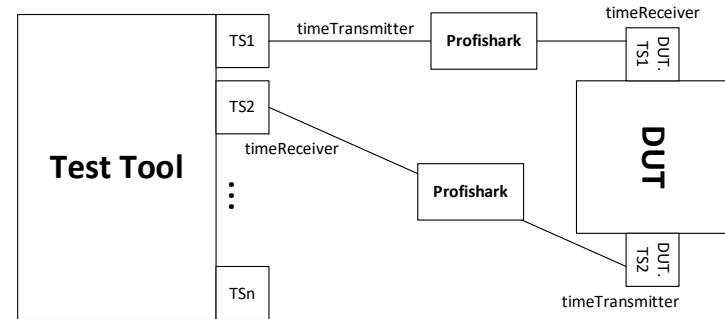 timeReceiver
TS1
timeTransmitter
Profishark
DUT.
TS1
TS2
timeReceiver
Test Tool
DUT
...
Profishark
DUT.
TS2
TSn
timeTransmitter